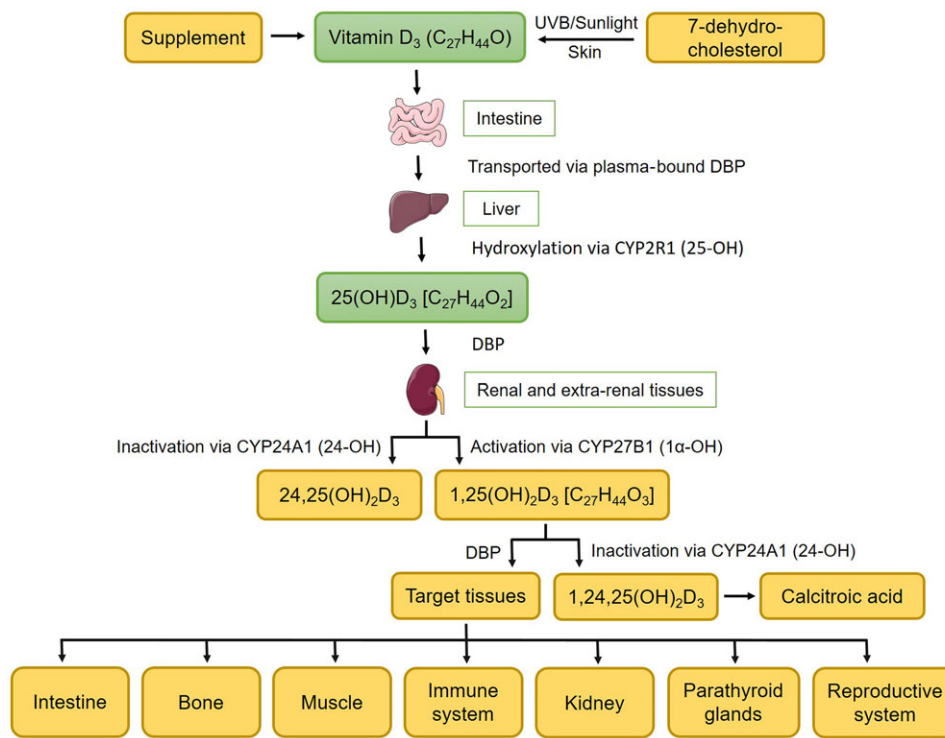 Supplement
Vitamin D₃ (C₂₇H₄₄O)
UVB/Sunlight
Skin
7-dehydro-
cholesterol
Intestine
Transported via plasma-bound DBP
Liver
Hydroxylation via CYP2R1 (25-OH)
25(OH)D₃ [C₂₇H₄₄O₂]
DBP
Renal and extra-renal tissues
Inactivation via CYP24A1 (24-OH)
Activation via CYP27B1 (1α-OH)
24,25(OH)₂D₃
1,25(OH)₂D₃ [C₂₇H₄₄O₃]
DBP
Inactivation via CYP24A1 (24-OH)
Target tissues
1,24,25(OH)₂D₃
Calcitroic acid
Intestine
Bone
Muscle
Immune
system
Kidney
Parathyroid
glands
Reproductive
system